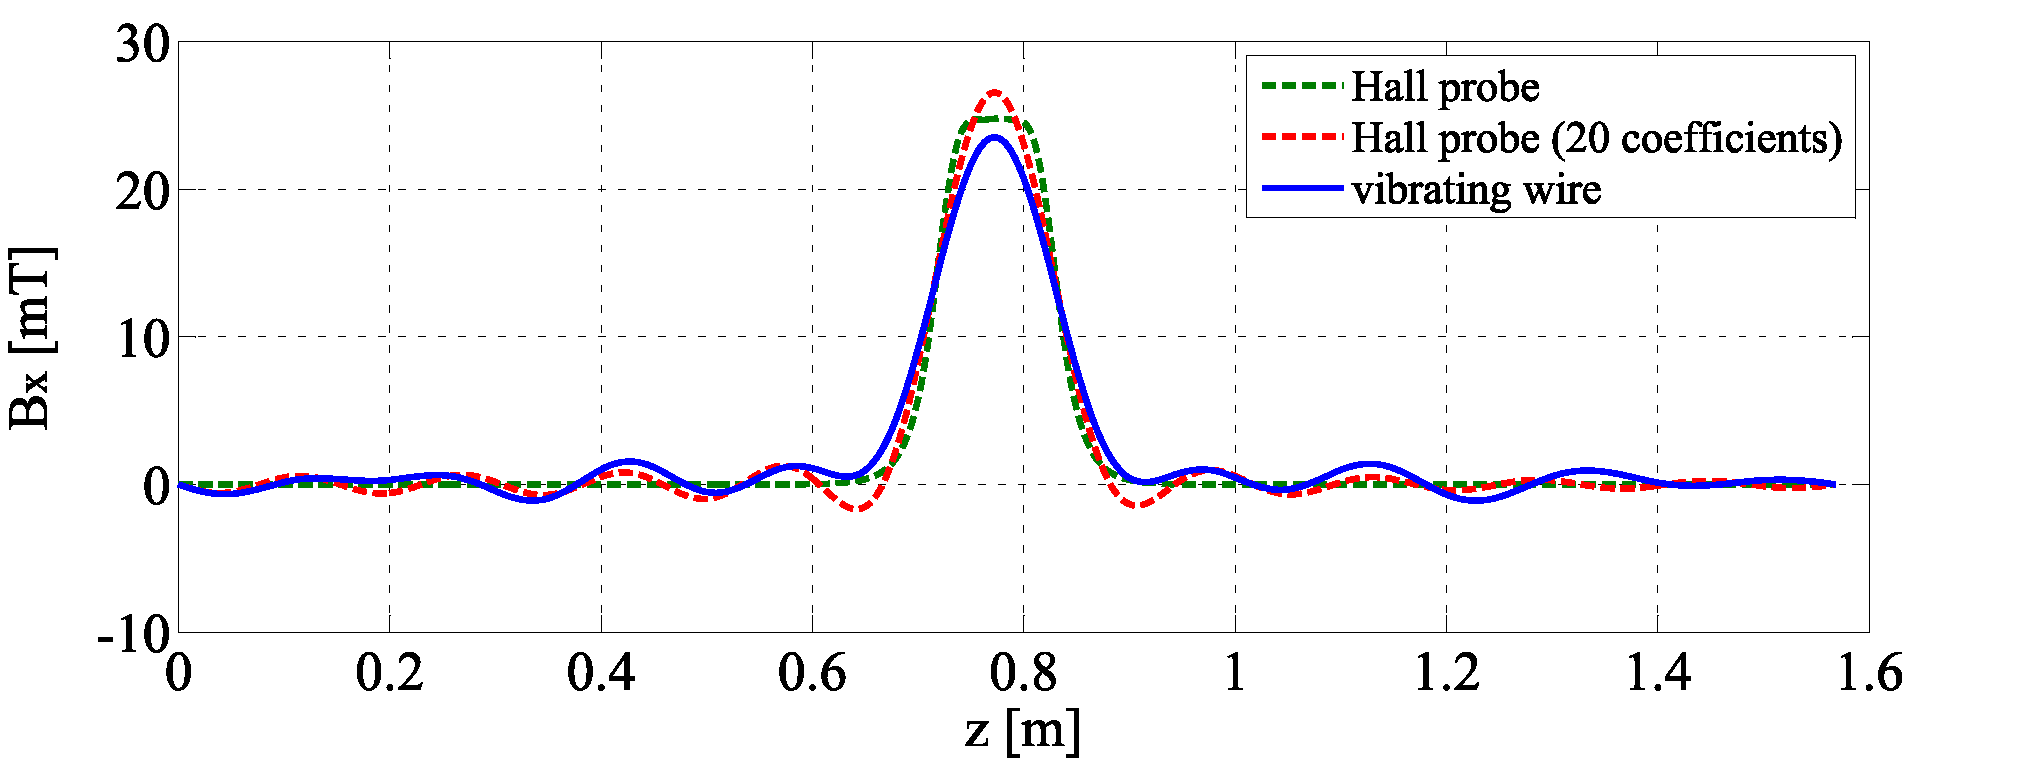 30
20
10
0
-10
Bx [mT]
Hall probe
Hall probe (20 coefficients)
vibrating wire
0 0.2 0.4 0.6 0.8 1 1.2 1.4 1.6
z [m]